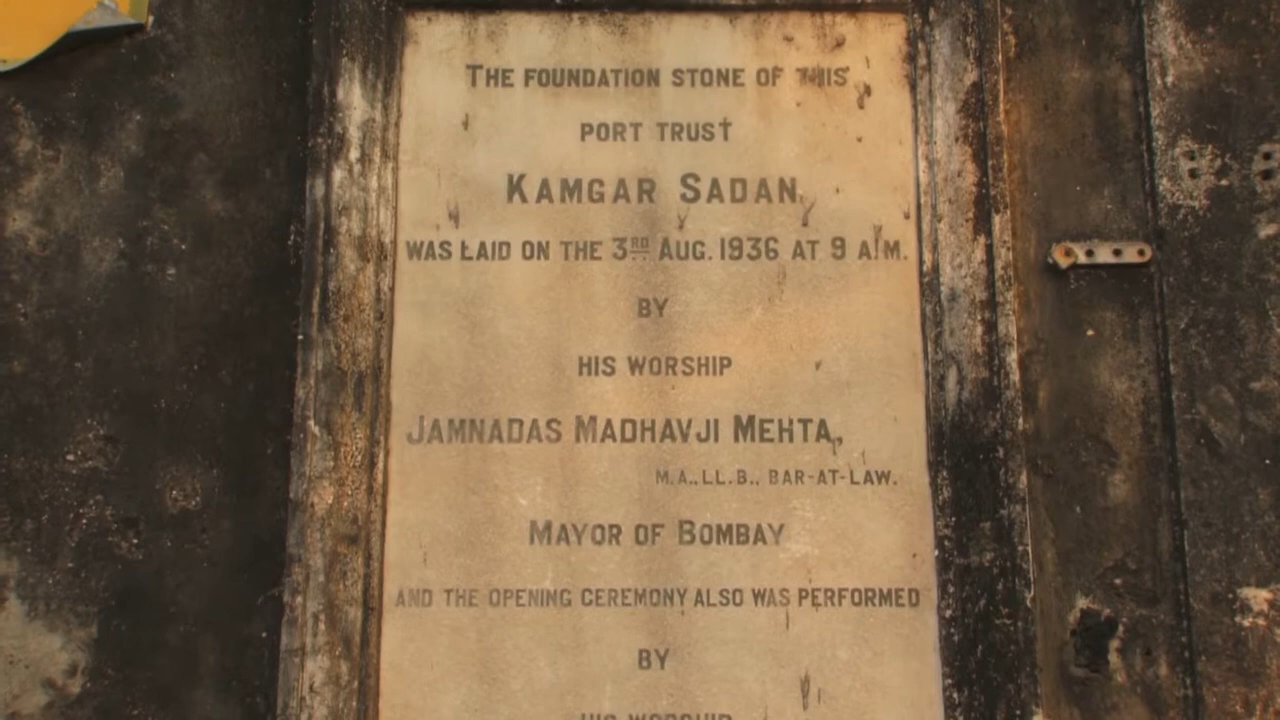 THE FOUNDATION STONE OF THIS
PORT TRUST
KAMGAR SADAN,
WAS LAID ON THE 3RD AUG. 1936 AT 9 A.M.
BY
HIS WORSHIP
JAMNADAS MADHAVJI MEHTA,
M.A., LL.B., BAR-AT-LAW.
MAYOR OF BOMBAY
AND THE OPENING CEREMONY ALSO WAS PERFORMED
BY
HIS WORSHIP